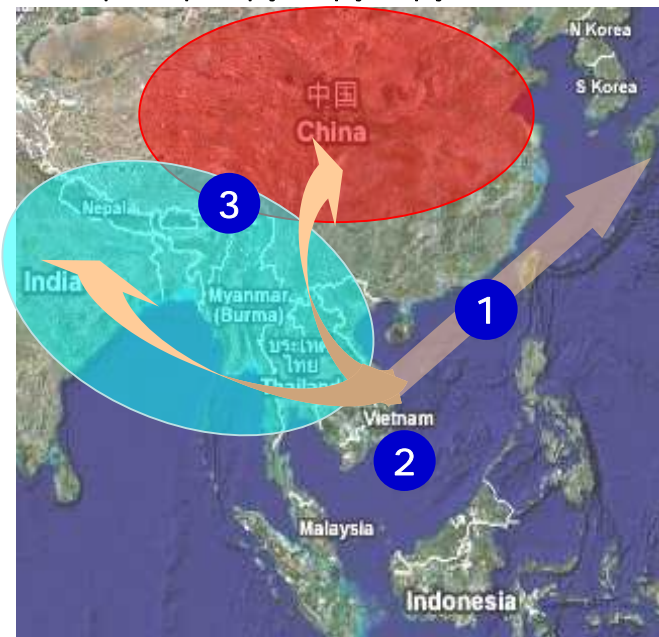 N Korea
S Korea
中国
China
Nepal
3
India
Myanmar
(Burma)
1
ประเทศ
ไทย
Thailand
Vietnam
2
Malaysia
Indonesia